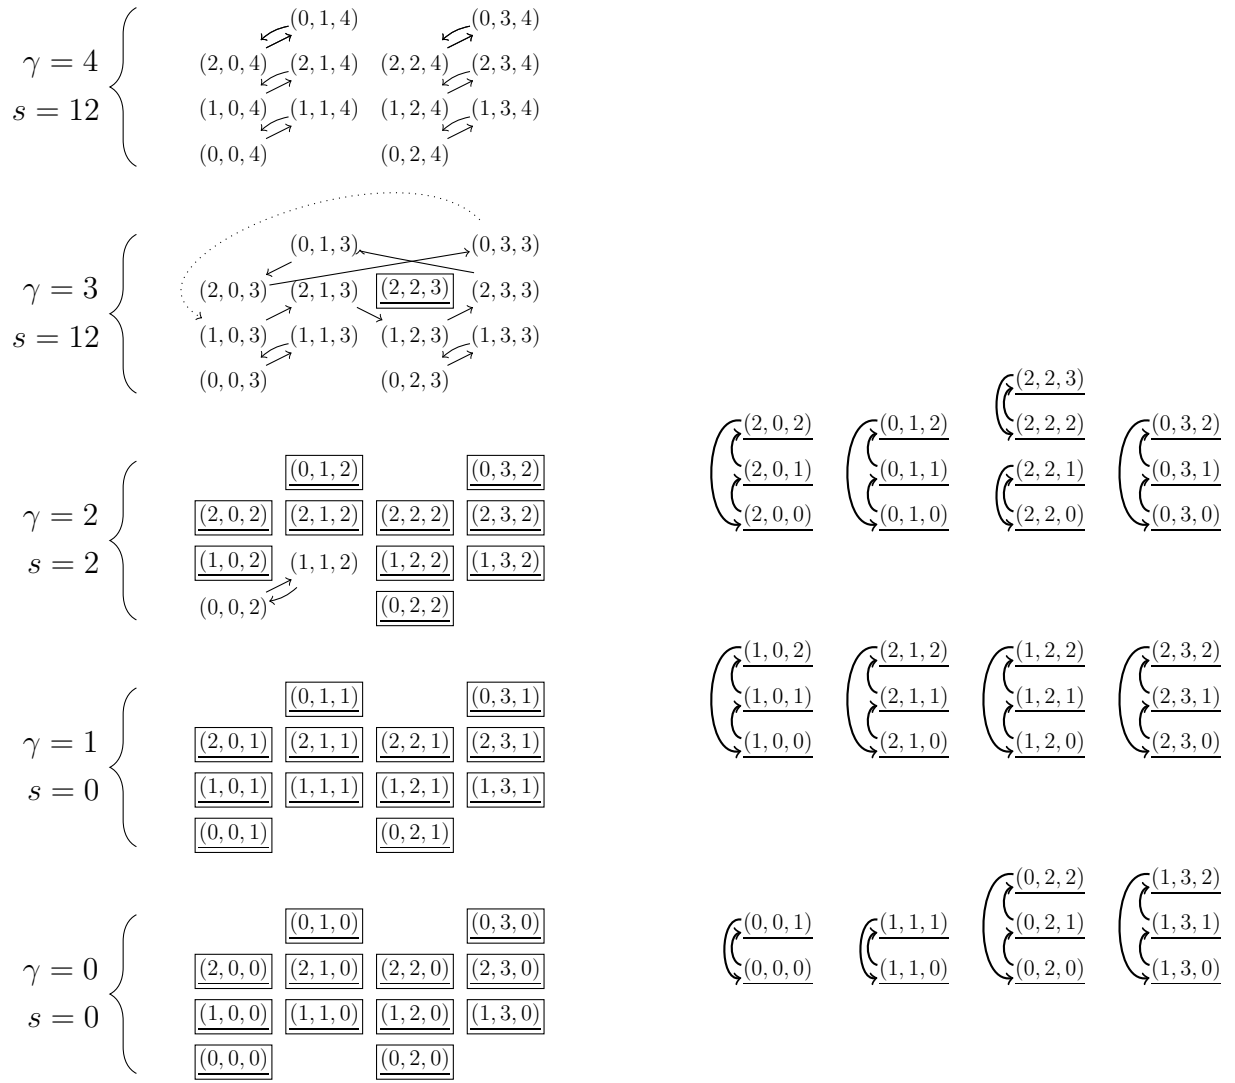 (0, 1, 4) (0, 3, 4)
γ = 4 (2, 0, 4) (2, 1, 4) (2, 2, 4) (2, 3, 4)
s = 12 (1, 0, 4) (1, 1, 4) (1, 2, 4) (1, 3, 4)
(0, 0, 4) (0, 2, 4)
(0, 1, 3) (0, 3, 3)
γ = 3 (2, 0, 3) (2, 1, 3) (2, 2, 3) (2, 3, 3)
s = 12 (1, 0, 3) (1, 1, 3) (1, 2, 3) (1, 3, 3)
(0, 0, 3) (0, 2, 3)
(0, 1, 2) (0, 3, 2)
γ = 2 (2, 0, 2) (2, 1, 2) (2, 2, 2) (2, 3, 2)
s = 2 (1, 0, 2) (1, 1, 2) (1, 2, 2) (1, 3, 2)
(0, 0, 2) (0, 2, 2)
(0, 1, 1) (0, 3, 1)
γ = 1 (2, 0, 1) (2, 1, 1) (2, 2, 1) (2, 3, 1)
s = 0 (1, 0, 1) (1, 1, 1) (1, 2, 1) (1, 3, 1)
(0, 0, 1) (0, 2, 1)
(0, 1, 0) (0, 3, 0)
γ = 0 (2, 0, 0) (2, 1, 0) (2, 2, 0) (2, 3, 0)
s = 0 (1, 0, 0) (1, 1, 0) (1, 2, 0) (1, 3, 0)
(0, 0, 0) (0, 2, 0)
(2, 2, 3)
(2, 0, 2) (0, 1, 2) (2, 2, 2) (0, 3, 2)
(2, 0, 1) (0, 1, 1) (2, 2, 1) (0, 3, 1)
(2, 0, 0) (0, 1, 0) (2, 2, 0) (0, 3, 0)
(1, 0, 2) (2, 1, 2) (1, 2, 2) (2, 3, 2)
(1, 0, 1) (2, 1, 1) (1, 2, 1) (2, 3, 1)
(1, 0, 0) (2, 1, 0) (1, 2, 0) (2, 3, 0)
(0, 2, 2) (1, 3, 2)
(0, 0, 1) (1, 1, 1) (0, 2, 1) (1, 3, 1)
(0, 0, 0) (1, 1, 0) (0, 2, 0) (1, 3, 0)